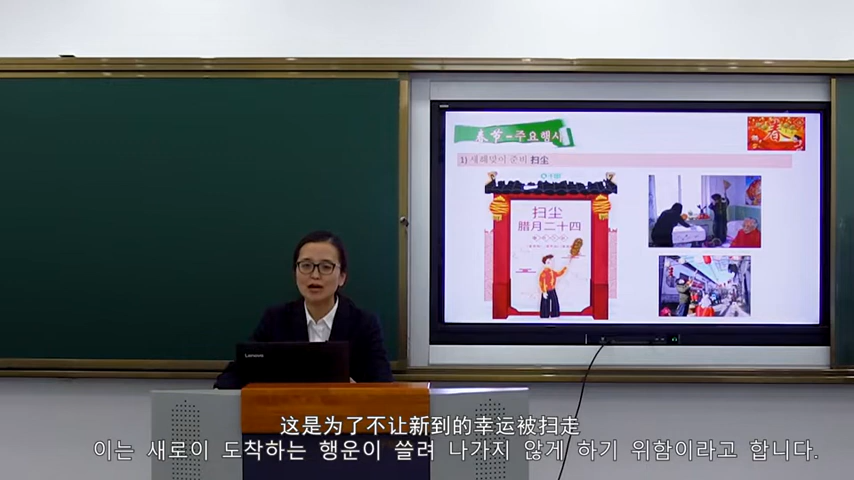 春节-주요행사
春
1) 새해맞이 준비 扫尘
扫尘
腊月二十四
Lenovo
这是为了不让新到的幸运被扫走
이는 새로이 도착하는 행운이 쓸려 나가지 않게 하기 위함이라고 합니다.